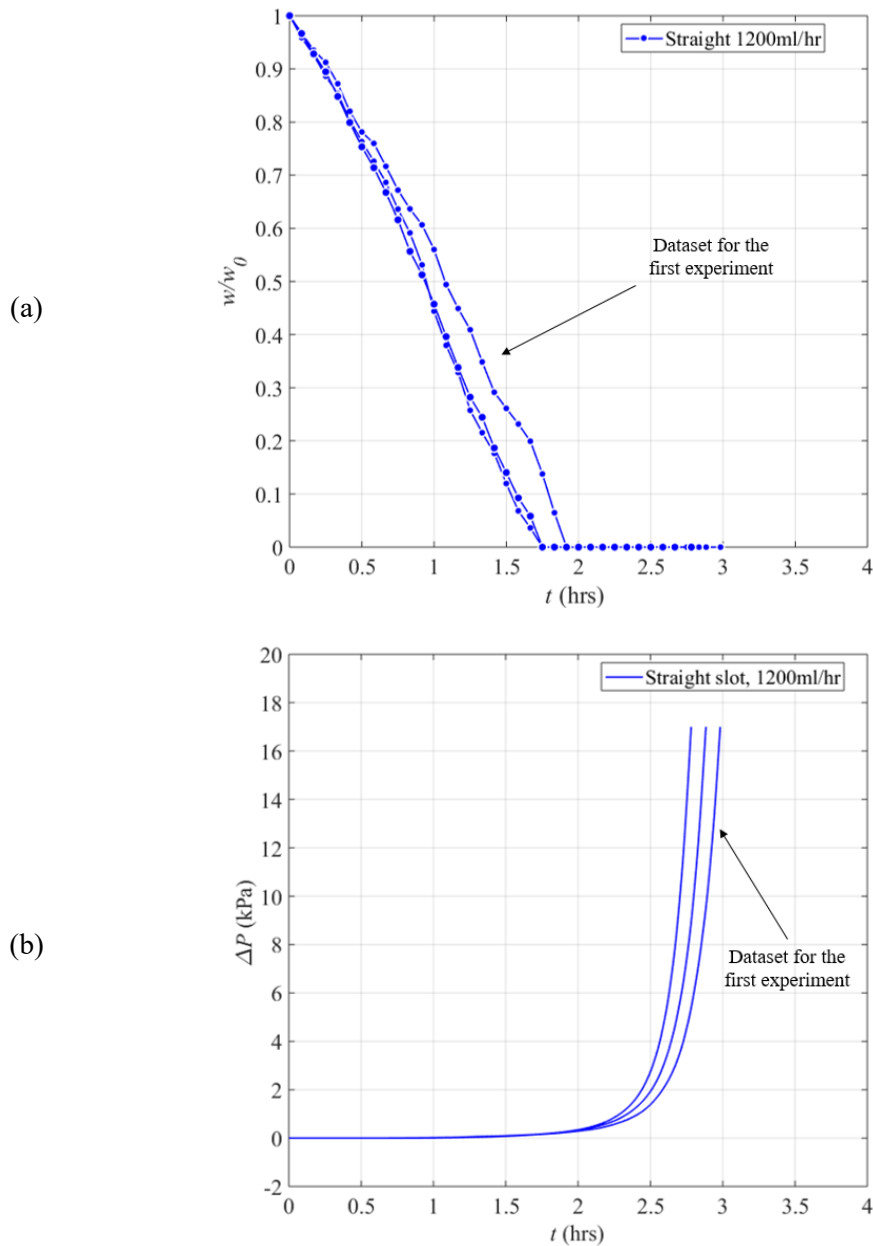 1
0.9
0.8
0.7
0.6
0.5
0.4
0.3
0.2
0.1
0
w/w0
Straight 1200ml/hr
Dataset for the
first experiment
(a)
0 0.5 1 1.5 2 2.5 3 3.5 4
t (hrs)
20
18
16
14
12
10
8
6
4
2
0
-2
ΔP (kPa)
Straight slot, 1200ml/hr
Dataset for the
first experiment
(b)
0 0.5 1 1.5 2 2.5 3 3.5 4
t (hrs)